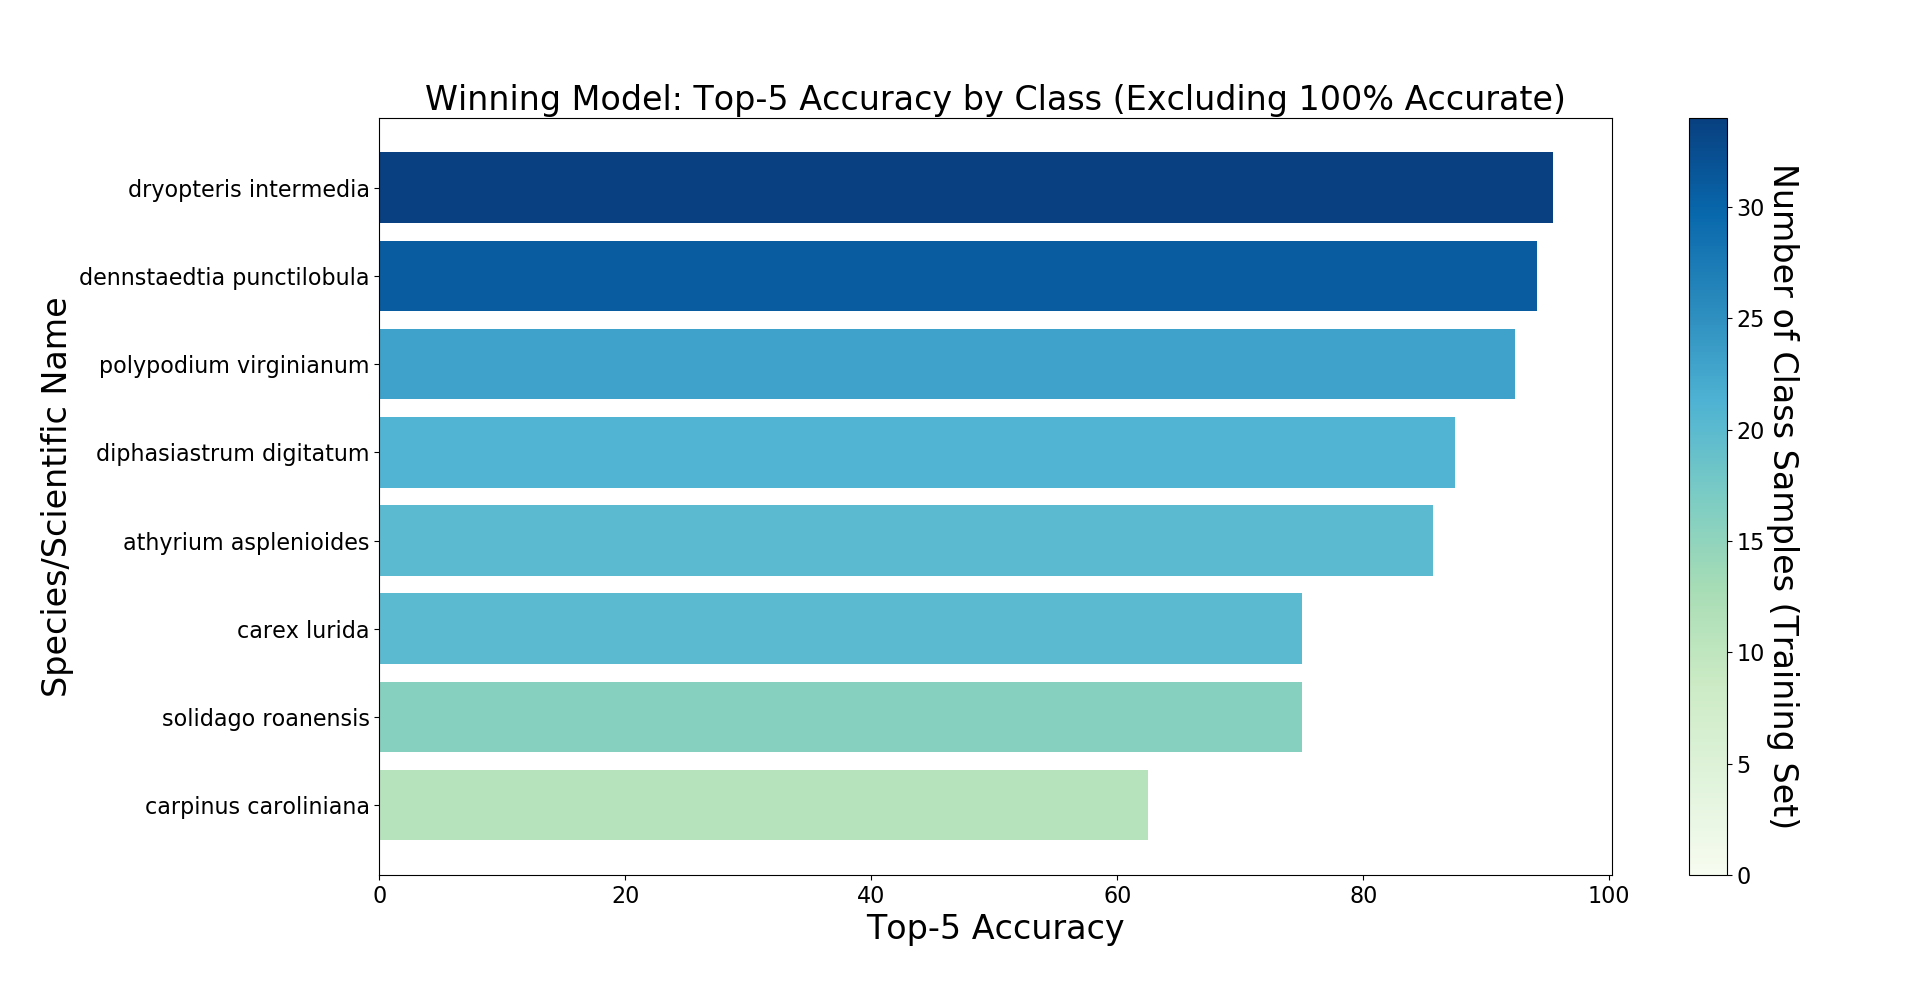 Winning Model: Top-5 Accuracy by Class (Excluding 100% Accurate)
Species/Scientific Name
dryopteris intermedia
dennstaedtia punctilobula
polypodium virginianum
diphasiastrum digitatum
athyrium asplenioides
carex lurida
solidago roanensis
carpinus caroliniana
0 20 40 60 80 100
Top-5 Accuracy
30
25
20
15
10
5
0
Number of Class Samples (Training Set)